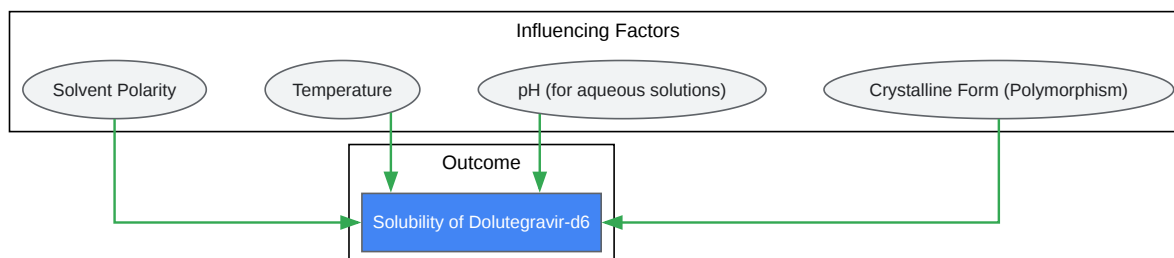 Influencing Factors
Solvent Polarity
Temperature
pH (for aqueous solutions)
Crystalline Form (Polymorphism)
Outcome
Solubility of Dolutegravir-d6